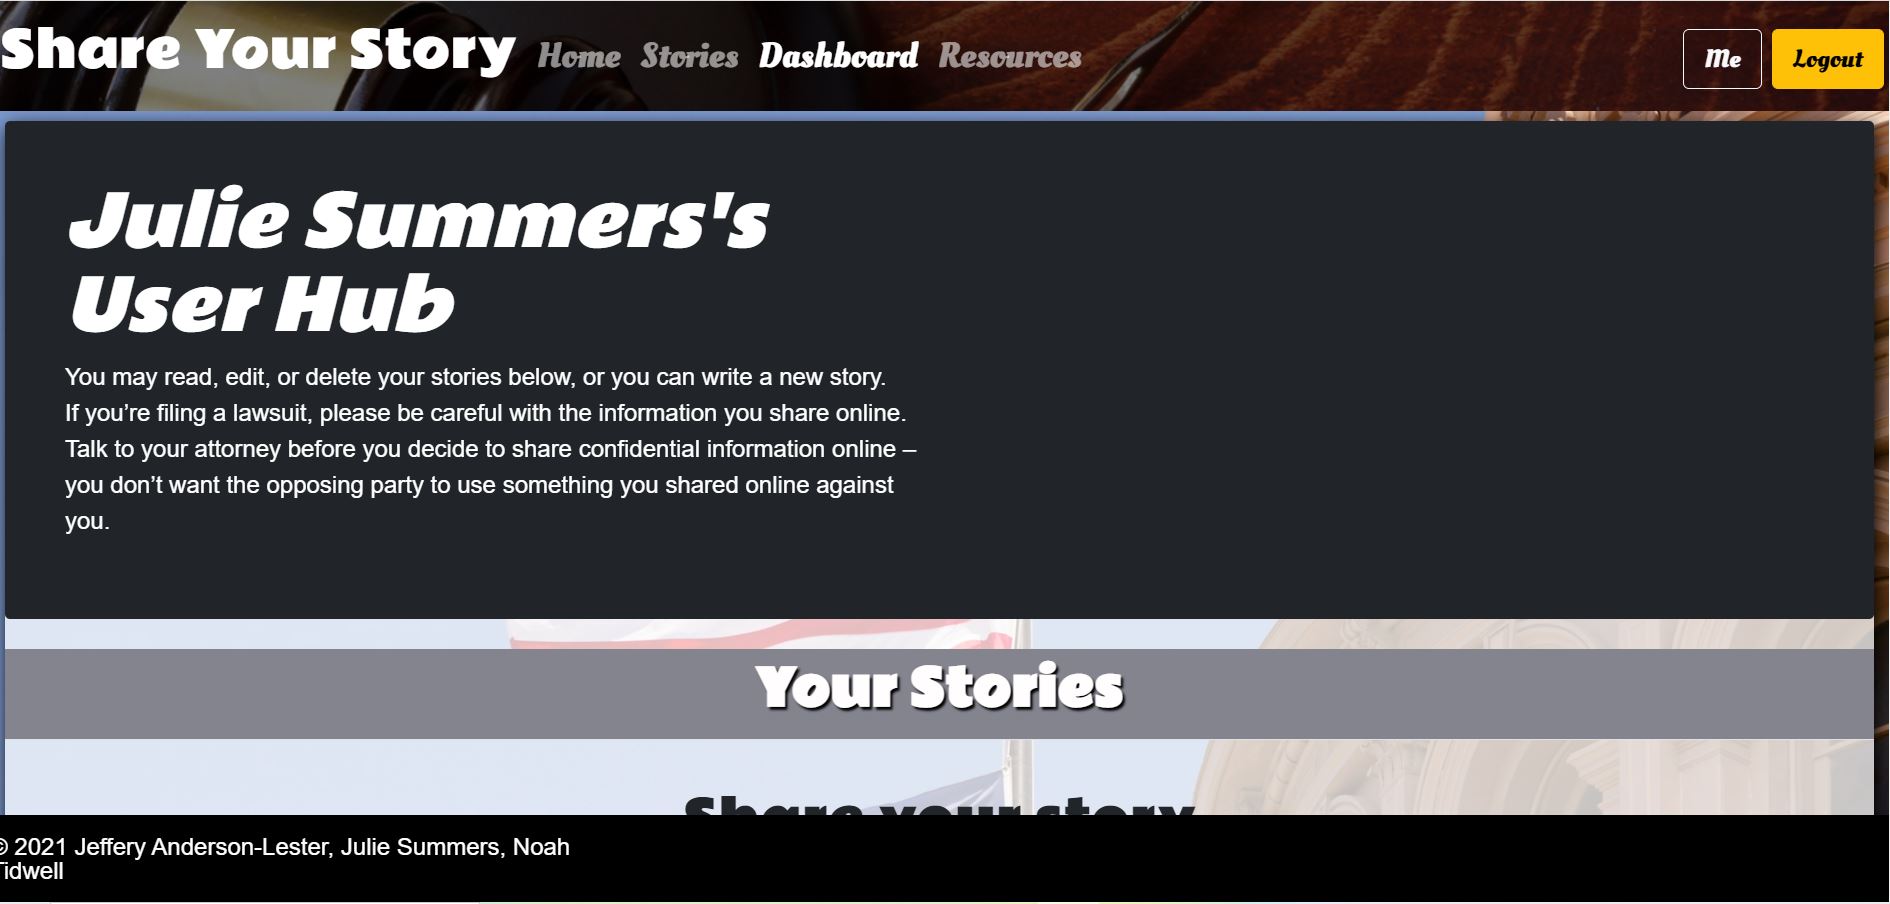 Share Your Story Home Stories Dashboard Resources Me Logout
Julie Summers's
User Hub
You may read, edit, or delete your stories below, or you can write a new story.
If you’re filing a lawsuit, please be careful with the information you share online.
Talk to your attorney before you decide to share confidential information online –
you don’t want the opposing party to use something you shared online against
you.
Your Stories
Share your story
© 2021 Jeffery Anderson-Lester, Julie Summers, Noah
Tidwell